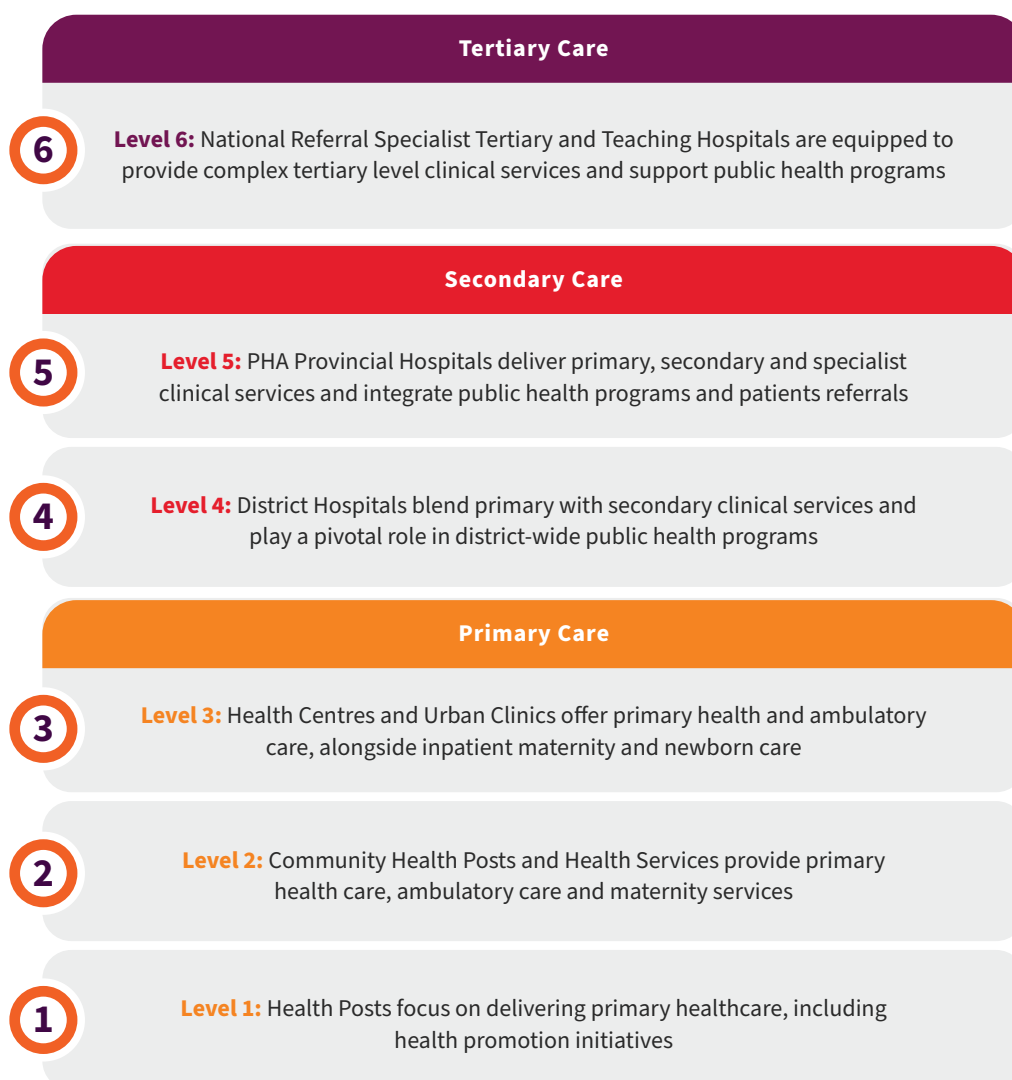 Tertiary Care
6
Level 6: National Referral Specialist Tertiary and Teaching Hospitals are equipped to
provide complex tertiary level clinical services and support public health programs
Secondary Care
5
Level 5: PHA Provincial Hospitals deliver primary, secondary and specialist
clinical services and integrate public health programs and patients referrals
4
Level 4: District Hospitals blend primary with secondary clinical services and
play a pivotal role in district-wide public health programs
Primary Care
3
Level 3: Health Centres and Urban Clinics offer primary health and ambulatory
care, alongside inpatient maternity and newborn care
2
Level 2: Community Health Posts and Health Services provide primary
health care, ambulatory care and maternity services
1
Level 1: Health Posts focus on delivering primary healthcare, including
health promotion initiatives